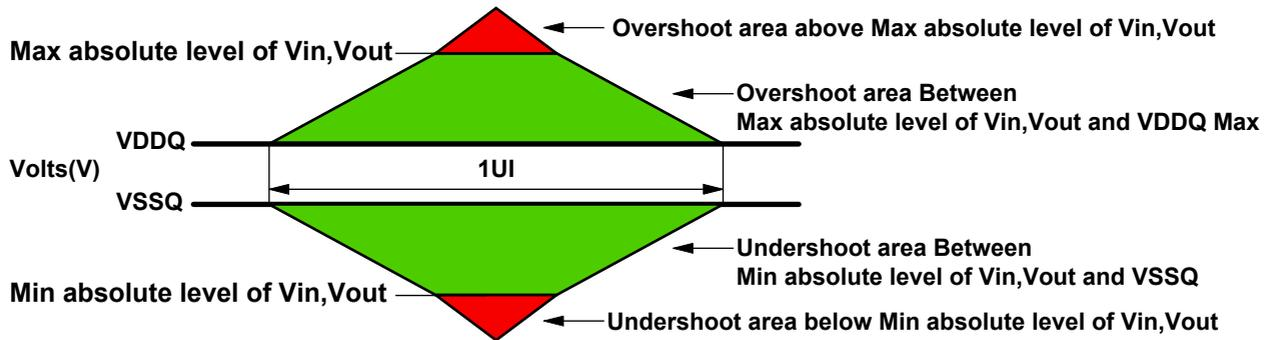 Overshoot area above Max absolute level of Vin,Vout
Max absolute level of Vin,Vout
Overshoot area Between
Max absolute level of Vin,Vout and VDDQ Max
VDDQ
Volts(V)
1UI
VSSQ
Undershoot area Between
Min absolute level of Vin,Vout and VSSQ
Min absolute level of Vin,Vout
Undershoot area below Min absolute level of Vin,Vout